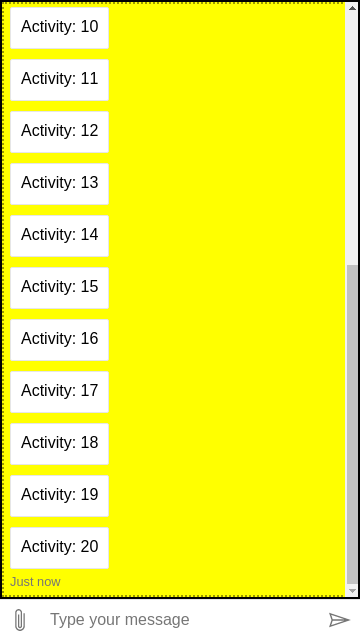 Activity: 10
Activity: 11
Activity: 12
Activity: 13
Activity: 14
Activity: 15
Activity: 16
Activity: 17
Activity: 18
Activity: 19
Activity: 20
Just now
Type your message